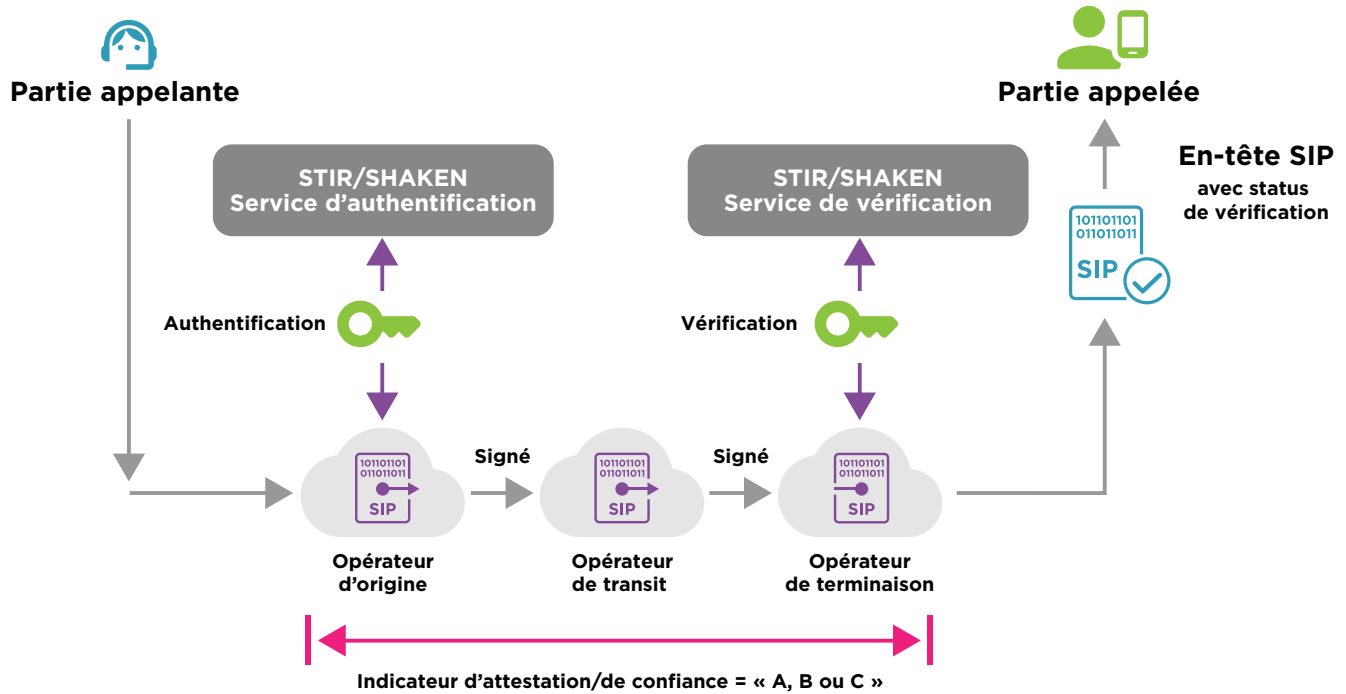 Partie appelante
Partie appelée
STIR/SHAKEN
Service d’authentification
STIR/SHAKEN
Service de vérification
En-tête SIP
avec status
de vérification
101101101
011011011
SIP
Authentification
Vérification
Signé
Signé
101101101
011011011
SIP
101101101
011011011
SIP
101101101
011011011
SIP
Opérateur
d’origine
Opérateur
de transit
Opérateur
de terminaison
Indicateur d’attestation/de confiance = « A, B ou C »